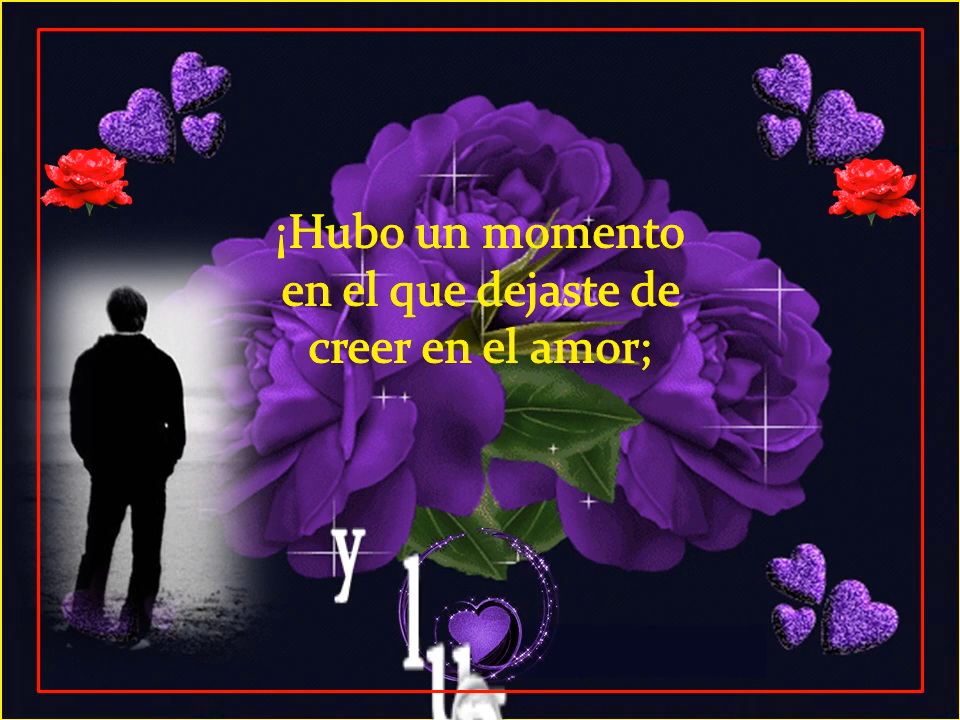 ¡Hubo un momento
en el que dejaste de
creer en el amor;
y